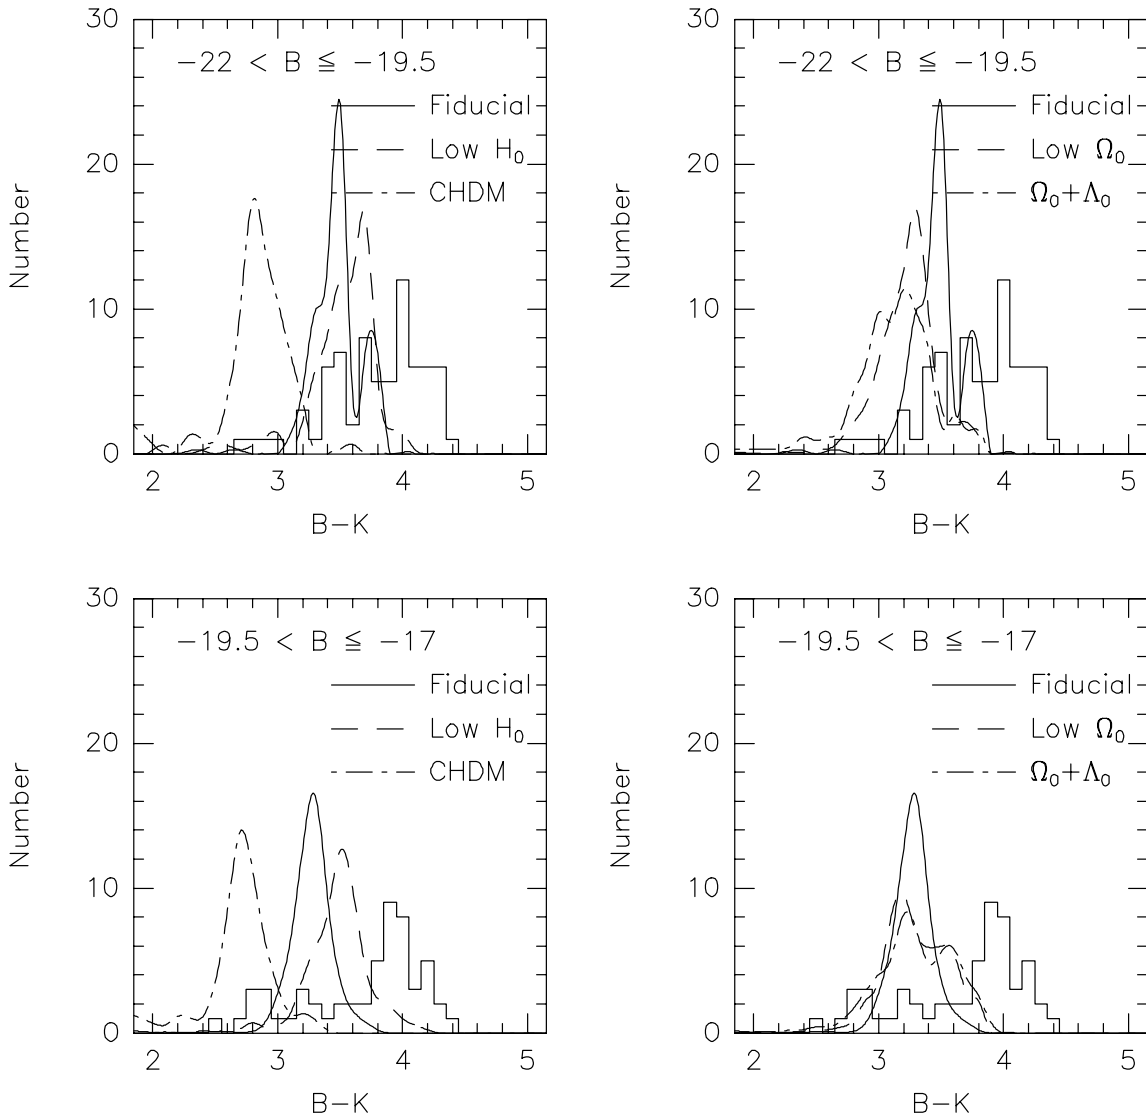 30
20
10
0
Number
−22 < B ≦ −19.5
Fiducial
Low H₀
CHDM
2 3 4 5
B−K
30
20
10
0
Number
−22 < B ≦ −19.5
Fiducial
Low Ω₀
Ω₀+Λ₀
2 3 4 5
B−K
30
20
10
0
Number
−19.5 < B ≦ −17
Fiducial
Low H₀
CHDM
2 3 4 5
B−K
30
20
10
0
Number
−19.5 < B ≦ −17
Fiducial
Low Ω₀
Ω₀+Λ₀
2 3 4 5
B−K